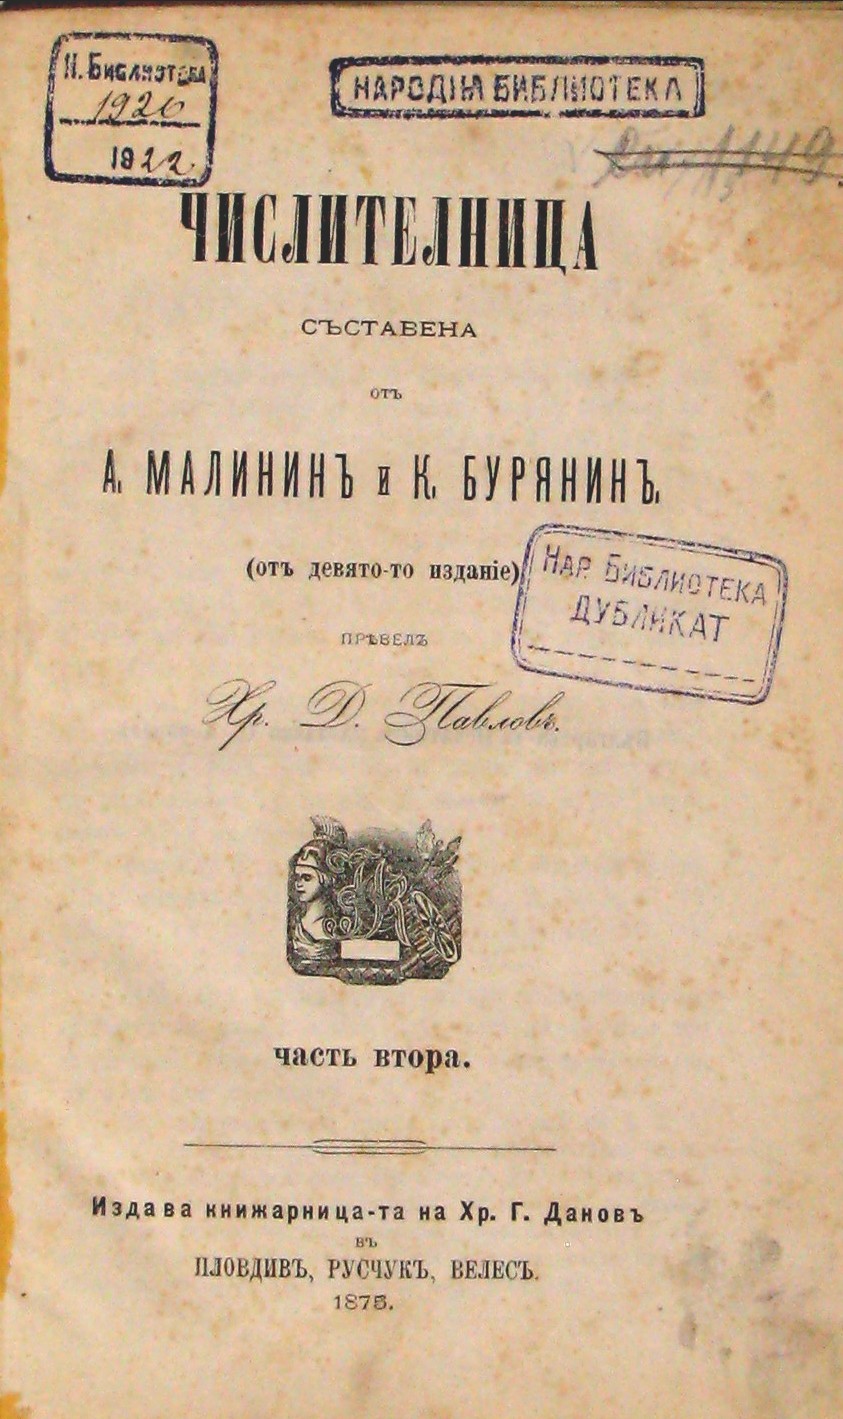 Н. Библиотека
1920
1922.
НАРОДНА БИБЛИОТЕКА
ЧИСЛИТЕЛНИЦА
СЪСТАВЕНА
отъ
А. МАЛИНИНЪ и К. БУРЯНИНЪ.
(отъ девято-то изданіе)
Нар. Библиотека
ДУБЛИКАТ
ПРѢВЕЛЪ
Хр. Д. Павловъ.
часть втора.
Издава книжарница-та на Хр. Г. Дановъ
въ
ПЛОВДИВЪ, РУСЧУКЪ, ВЕЛЕСЪ.
1875.